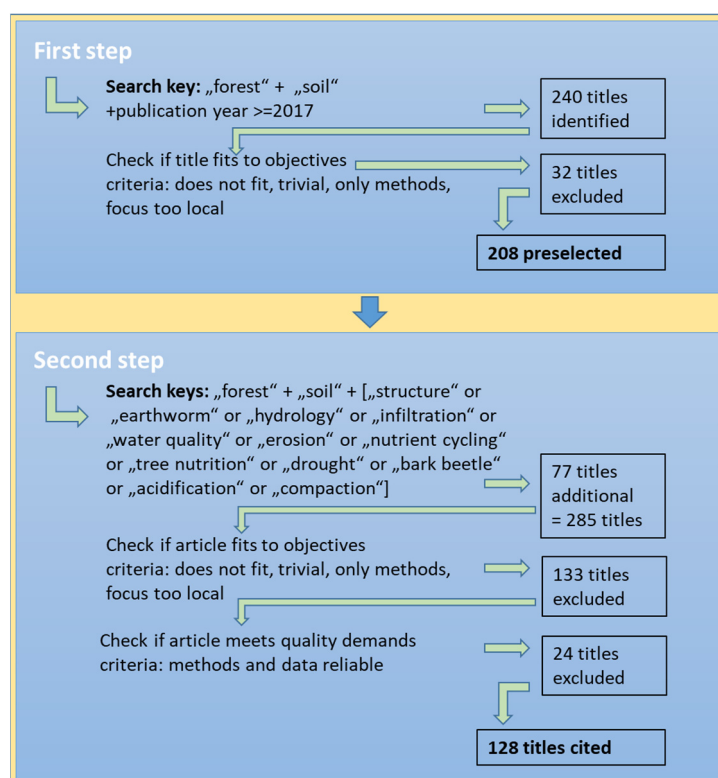 First step
Search key: „forest“ + „soil“
+publication year >=2017
240 titles
identified
Check if title fits to objectives
criteria: does not fit, trivial, only methods,
focus too local
32 titles
excluded
208 preselected
Second step
Search keys: „forest“ + „soil“ + [„structure“ or
„earthworm“ or „hydrology“ or „infiltration“ or
„water quality“ or „erosion“ or „nutrient cycling“
or „tree nutrition“ or „drought“ or „bark beetle“
or „acidification“ or „compaction“]
77 titles
additional
= 285 titles
Check if article fits to objectives
criteria: does not fit, trivial, only methods,
focus too local
133 titles
excluded
Check if article meets quality demands
criteria: methods and data reliable
24 titles
excluded
128 titles cited